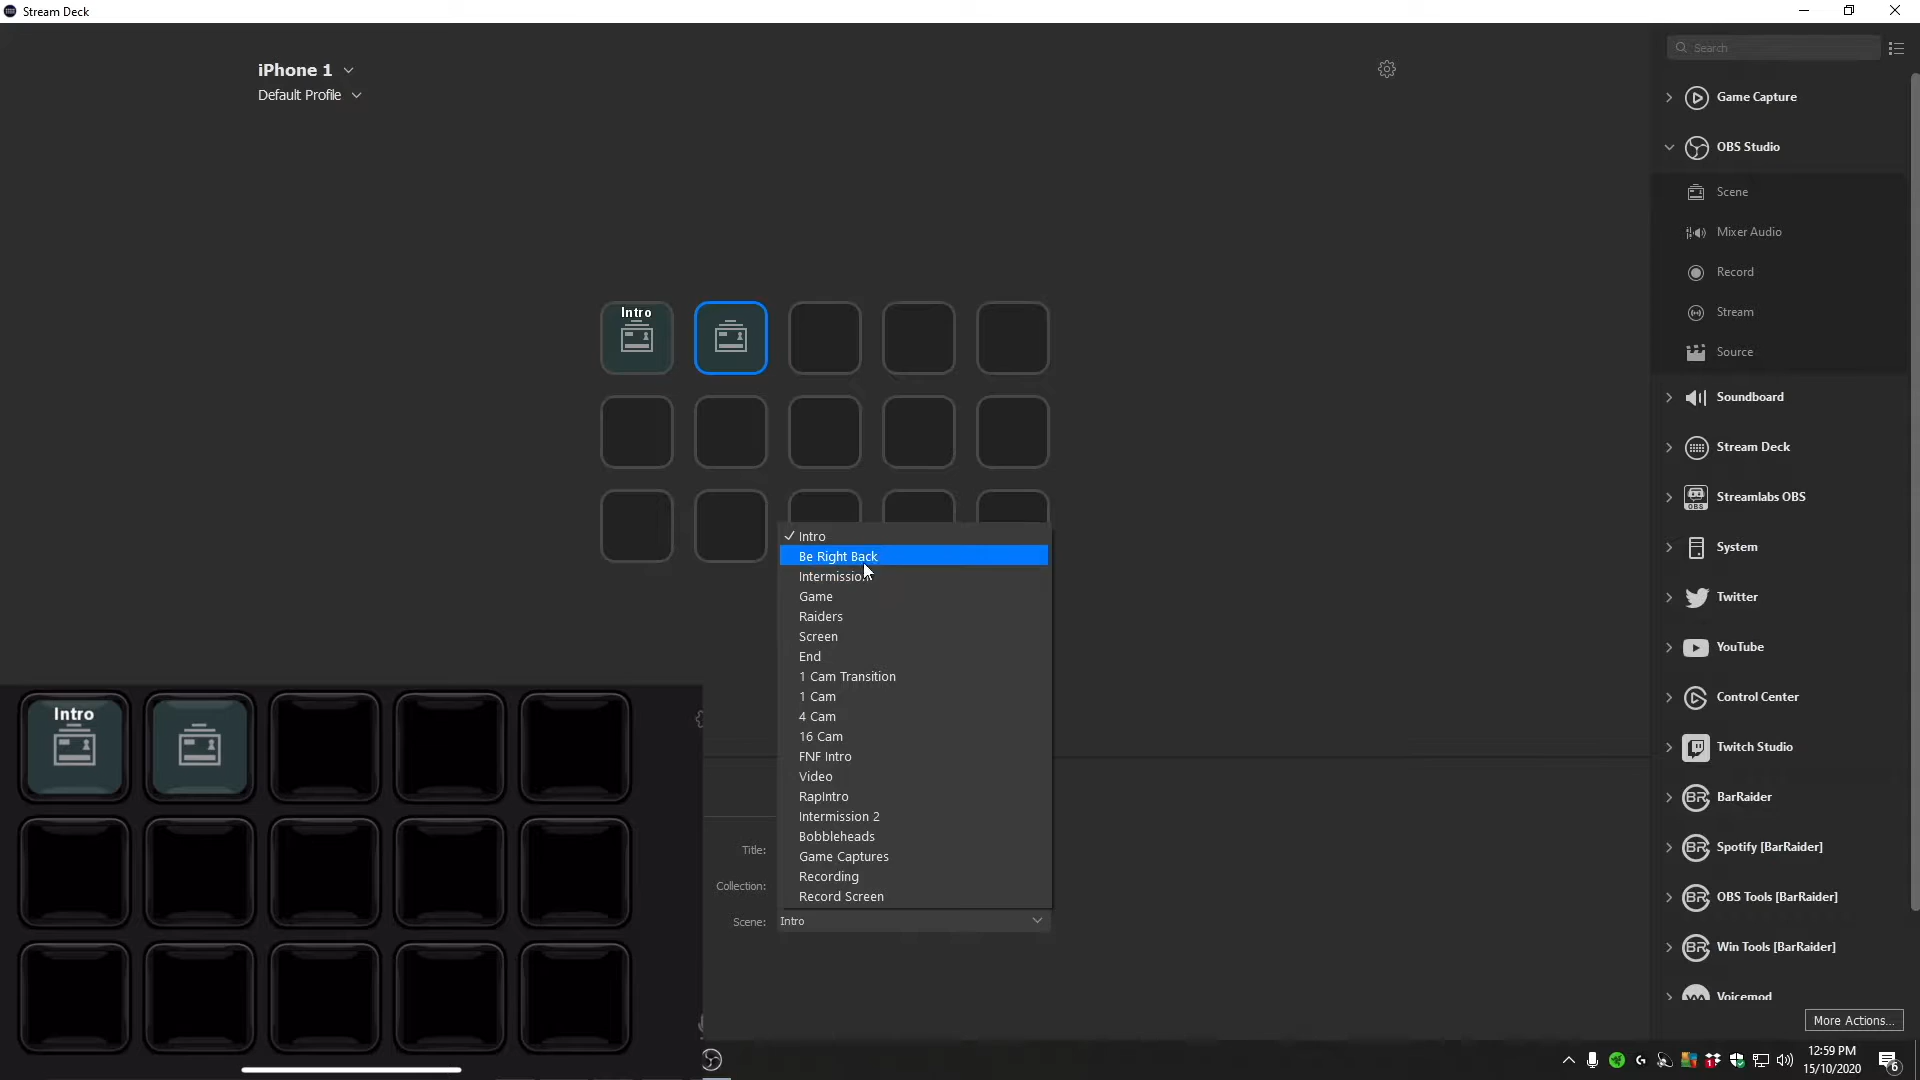 Stream Deck
iPhone 1
Default Profile
Intro
Search
Game Capture
OBS Studio
Scene
Mixer Audio
Record
Stream
Source
Soundboard
Stream Deck
Streamlabs OBS
System
Twitter
YouTube
Control Center
Twitch Studio
BarRaider
Spotify [BarRaider]
OBS Tools [BarRaider]
Win Tools [BarRaider]
Voicemod
More Actions...
Intro
Be Right Back
Intermission
Game
Raiders
Screen
End
1 Cam Transition
1 Cam
4 Cam
16 Cam
FNF Intro
Video
RapIntro
Intermission 2
Bobbleheads
Game Captures
Recording
Record Screen
Title:
Collection:
Scene: Intro
Intro
12:59 PM
15/10/2020
6